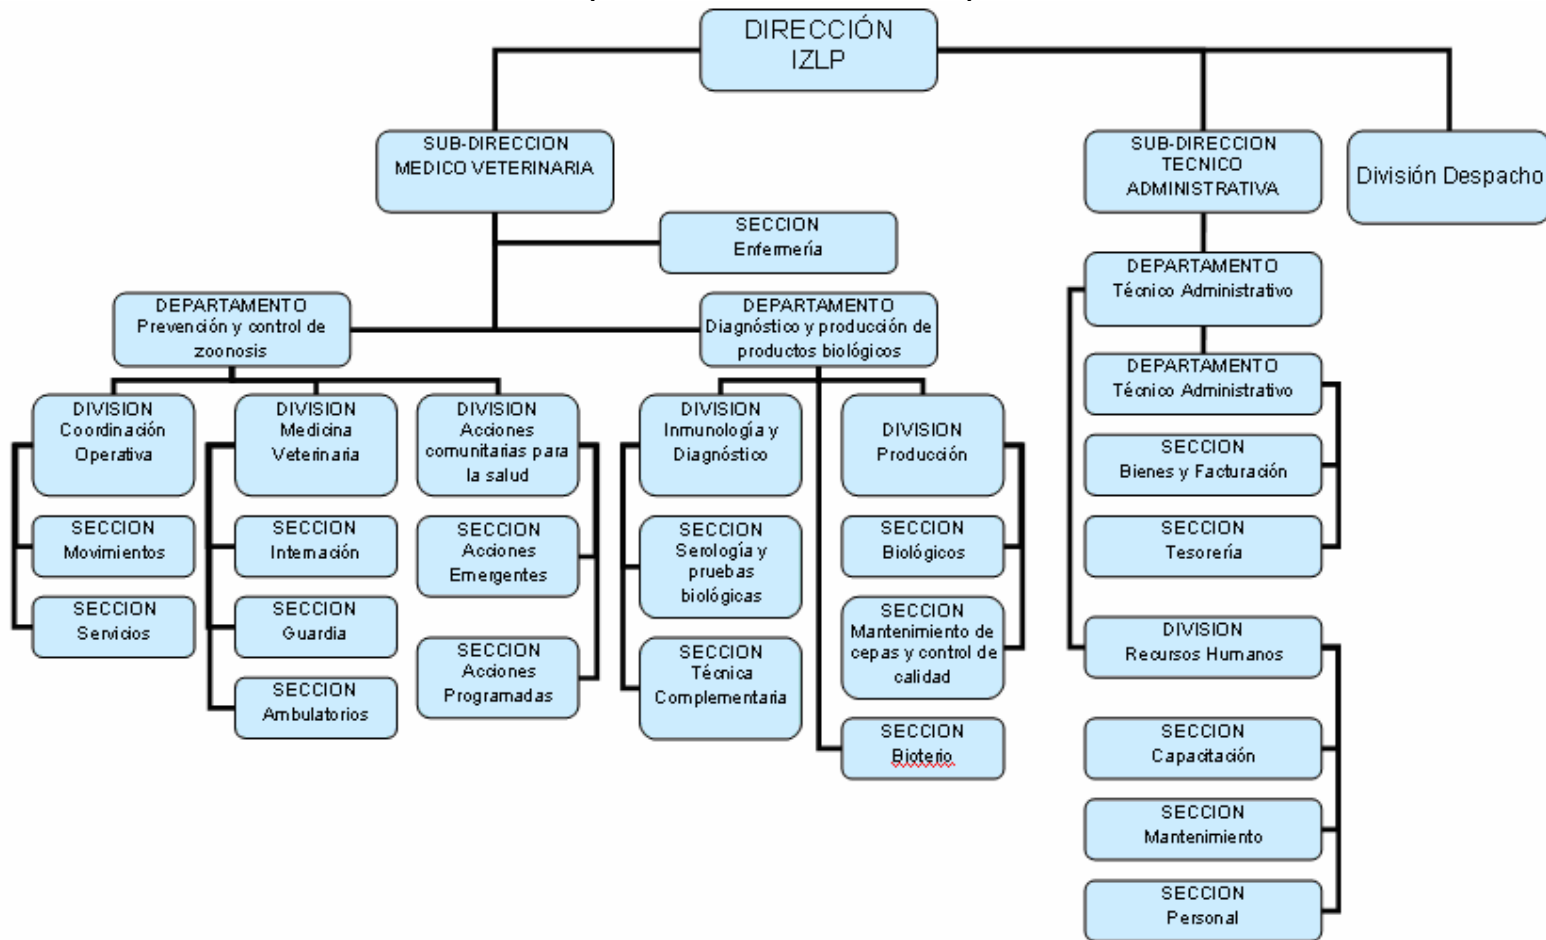 DIRECCIÓN
IZLP
SUB-DIRECCION
MEDICO VETERINARIA
SUB-DIRECCION
TECNICO
ADMINISTRATIVA
División Despacho
SECCION
Enfermería
DEPARTAMENTO
Prevención y control de
zoonosis
DEPARTAMENTO
Diagnóstico y producción de
productos biológicos
DEPARTAMENTO
Técnico Administrativo
DEPARTAMENTO
Técnico Administrativo
DIVISION
Coordinación
Operativa
SECCION
Movimientos
SECCION
Servicios
DIVISION
Medicina
Veterinaria
SECCION
Internación
SECCION
Guardia
SECCION
Ambulatorios
DIVISION
Acciones
comunitarias para
la salud
SECCION
Acciones
Emergentes
SECCION
Acciones
Programadas
DIVISION
Inmunología y
Diagnóstico
SECCION
Serología y
pruebas
biológicas
SECCION
Técnica
Complementaria
DIVISION
Producción
SECCION
Biológicos
SECCION
Mantenimiento de
cepas y control de
calidad
SECCION
Bioterio
SECCION
Bienes y Facturación
SECCION
Tesorería
DIVISION
Recursos Humanos
SECCION
Capacitación
SECCION
Mantenimiento
SECCION
Personal